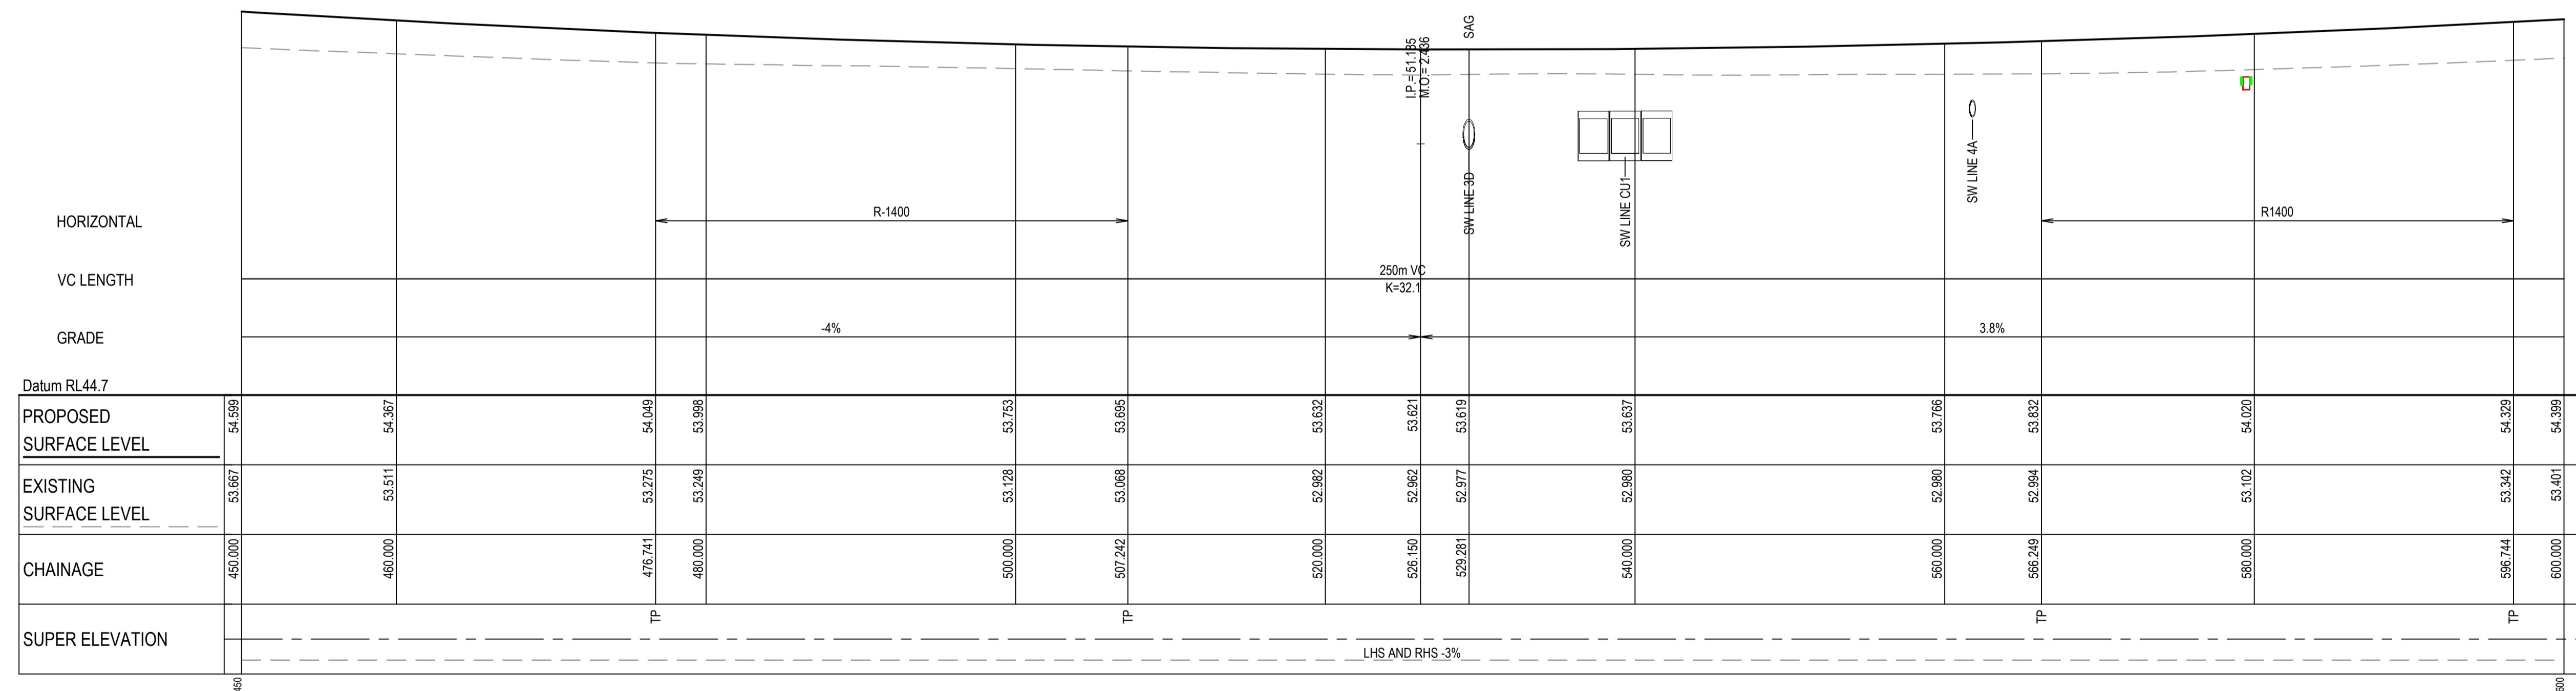 SAG
I.P.= 51.185
M.O.= 2.436
SW LINE 3D
SW LINE CU1
SW LINE 4A
HORIZONTAL
R-1400
R1400
VC LENGTH
250m VC
K=32.1
GRADE
-4%
3.8%
Datum RL44.7
PROPOSED
SURFACE LEVEL
54.599 54.367 54.049 53.998 53.753 53.695 53.632 53.621 53.619 53.637 53.766 53.832 54.020 54.329 54.399
EXISTING
SURFACE LEVEL
53.667 53.511 53.275 53.249 53.128 53.068 52.982 52.962 52.977 52.980 52.980 52.994 53.102 53.342 53.401
CHAINAGE
450.000 460.000 476.741 480.000 500.000 507.242 520.000 526.150 529.281 540.000 560.000 566.249 580.000 596.744 600.000
TP TP TP TP
SUPER ELEVATION
LHS AND RHS -3%
450 600